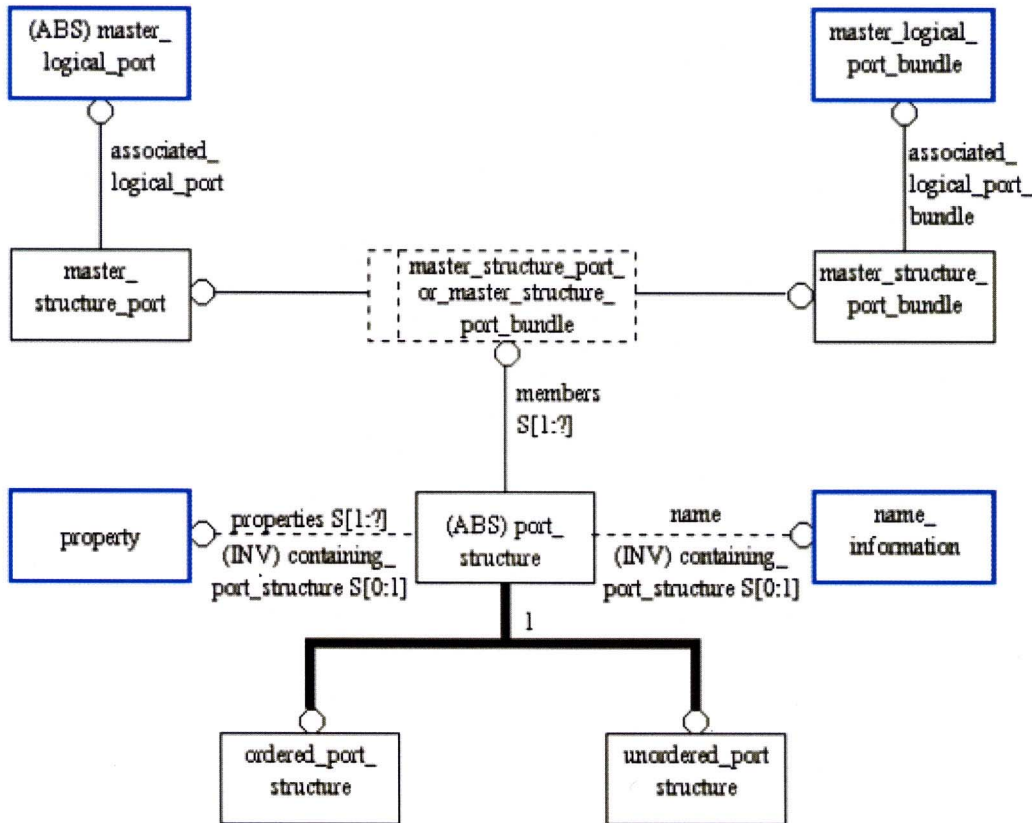 (ABS) master_
logical_port
master_logical_
port_bundle
associated_
logical_port
associated_
logical_port_
bundle
master_
structure_port
master_structure_port_
or_master_structure_
port_bundle
master_structure_
port_bundle
members
S[1:?]
property
properties S[1:?]
(INV) containing_
port_structure S[0:1]
(ABS) port_
structure
name
(INV) containing_
port_structure S[0:1]
name_
information
1
ordered_port_
structure
unordered_port
structure